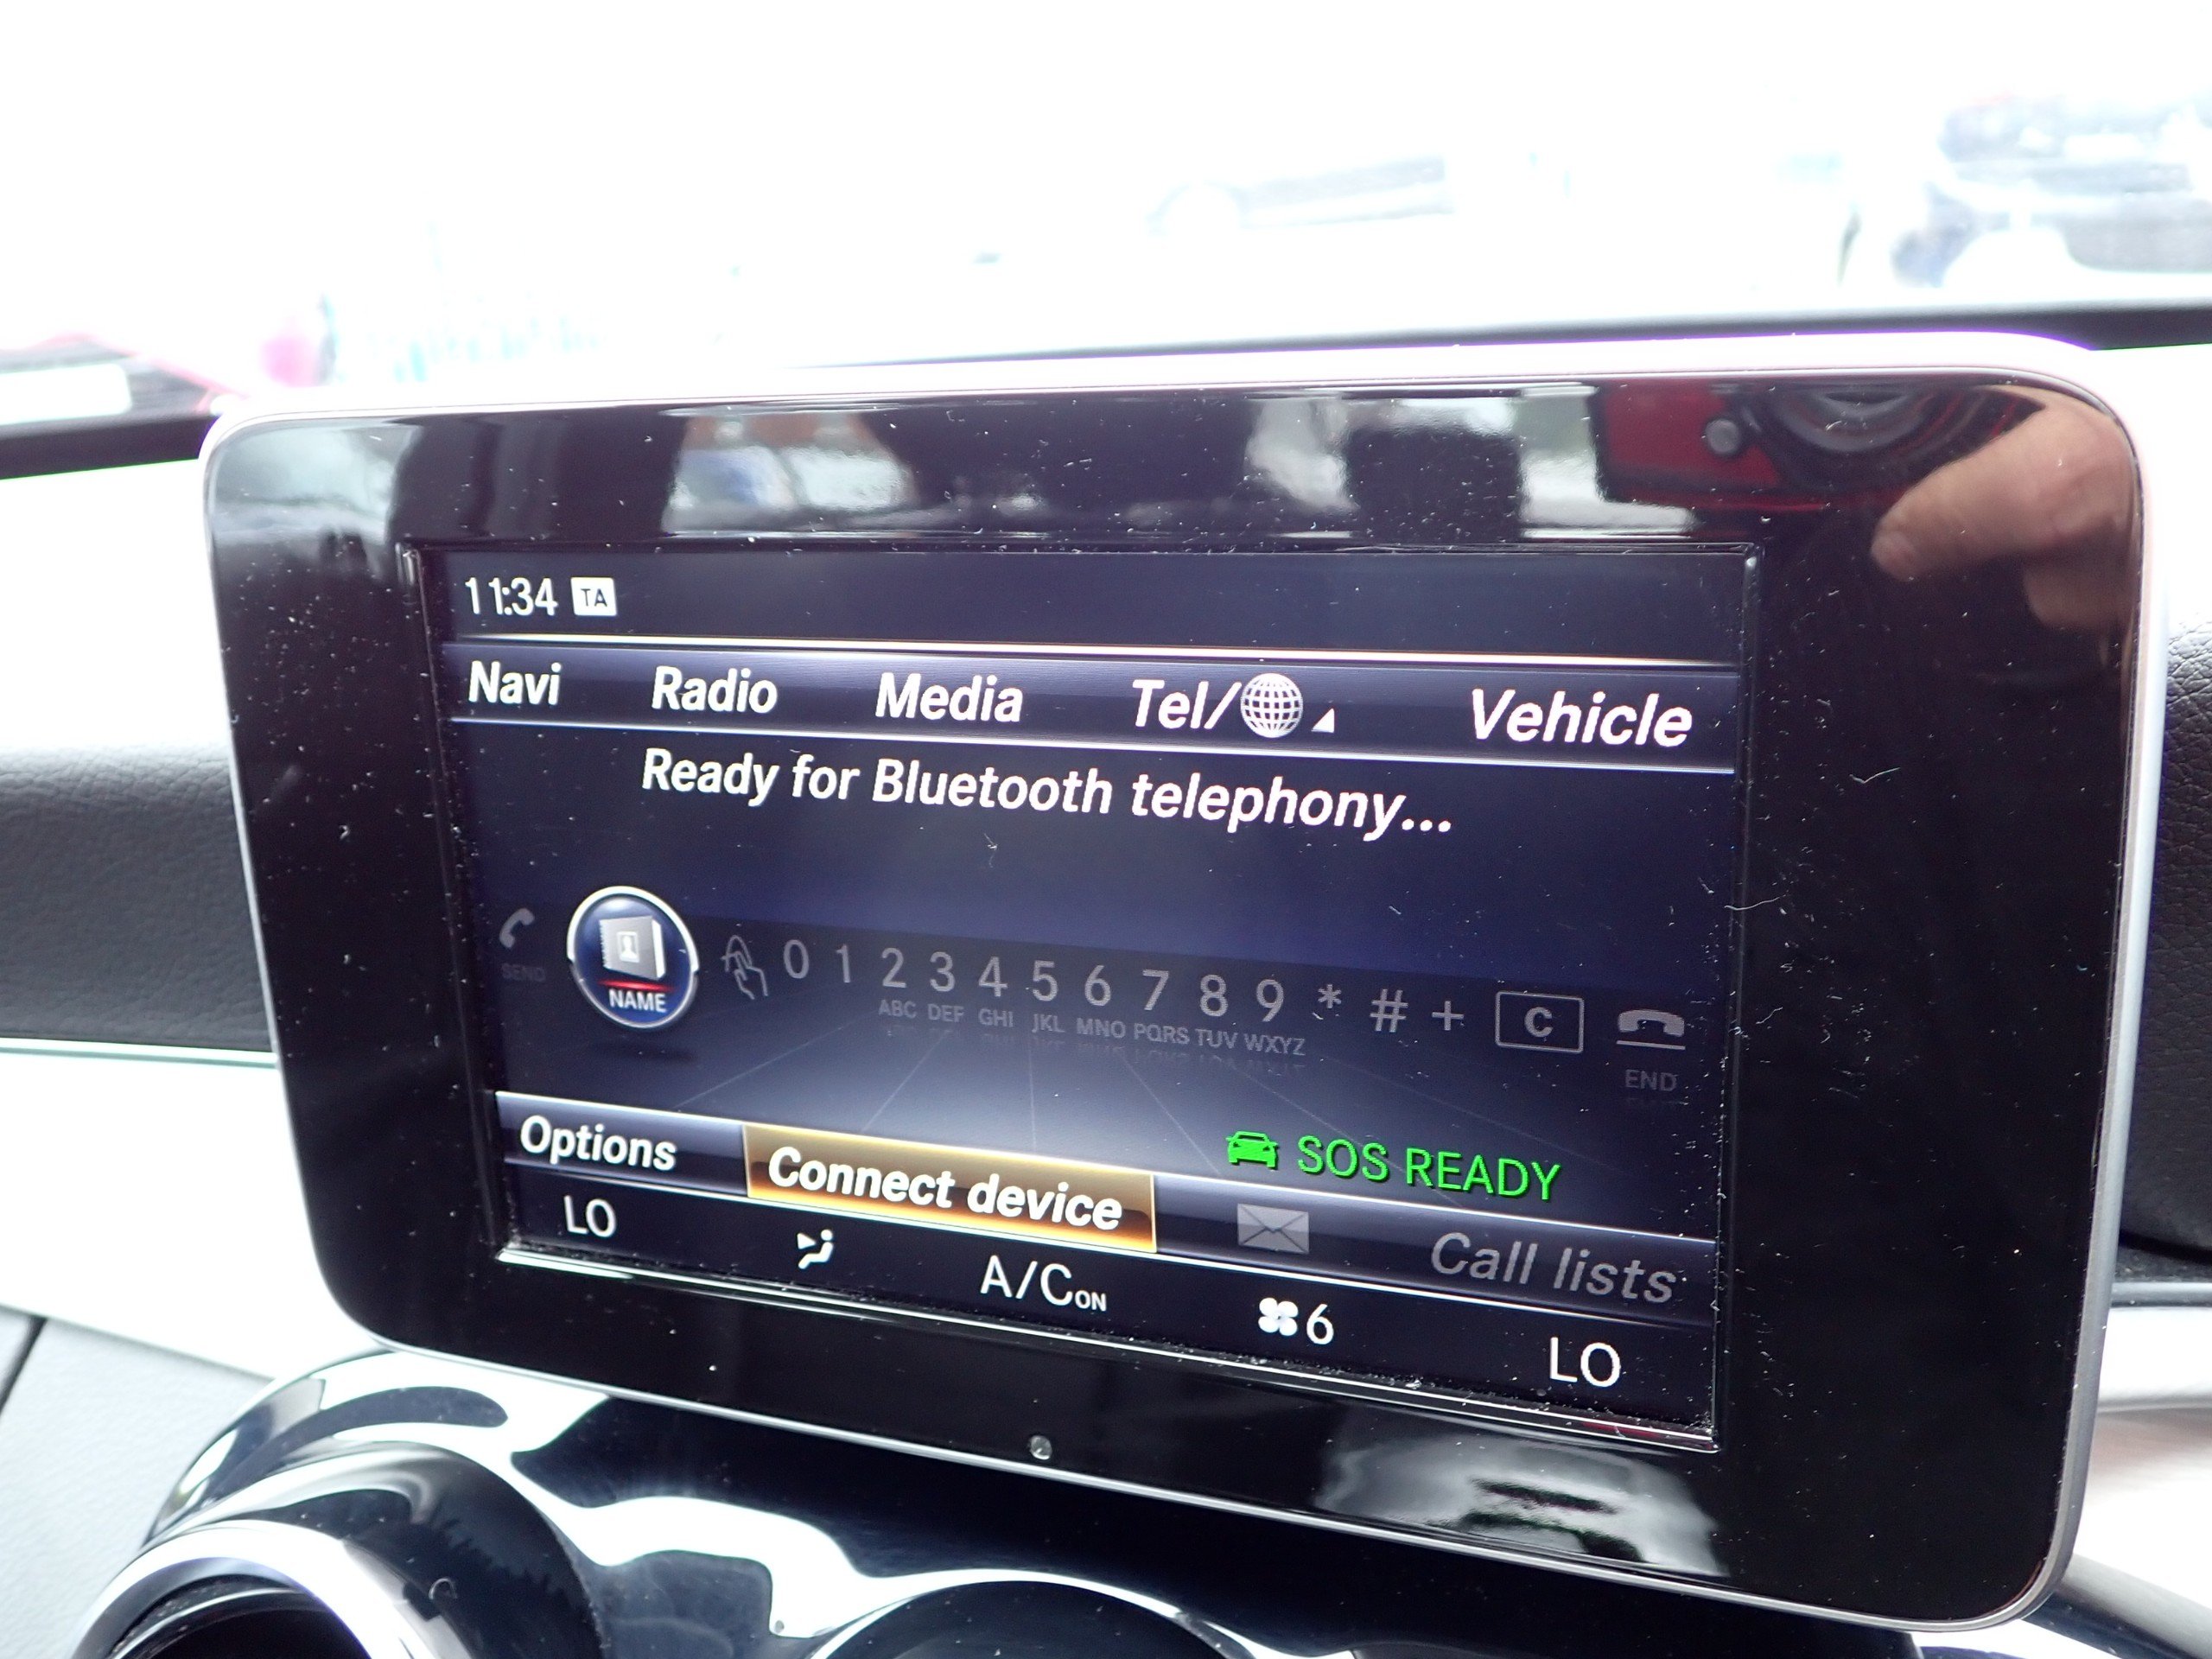 11:34 TA
Navi Radio Media Tel/ Vehicle
Ready for Bluetooth telephony...
NAME 0 1 2 3 4 5 6 7 8 9 * # + C
SEND ABC DEF GHI JKL MNO PQRS TUV WXYZ END
SOS READY
Options Connect device Call lists
LO A/C ON 6 LO